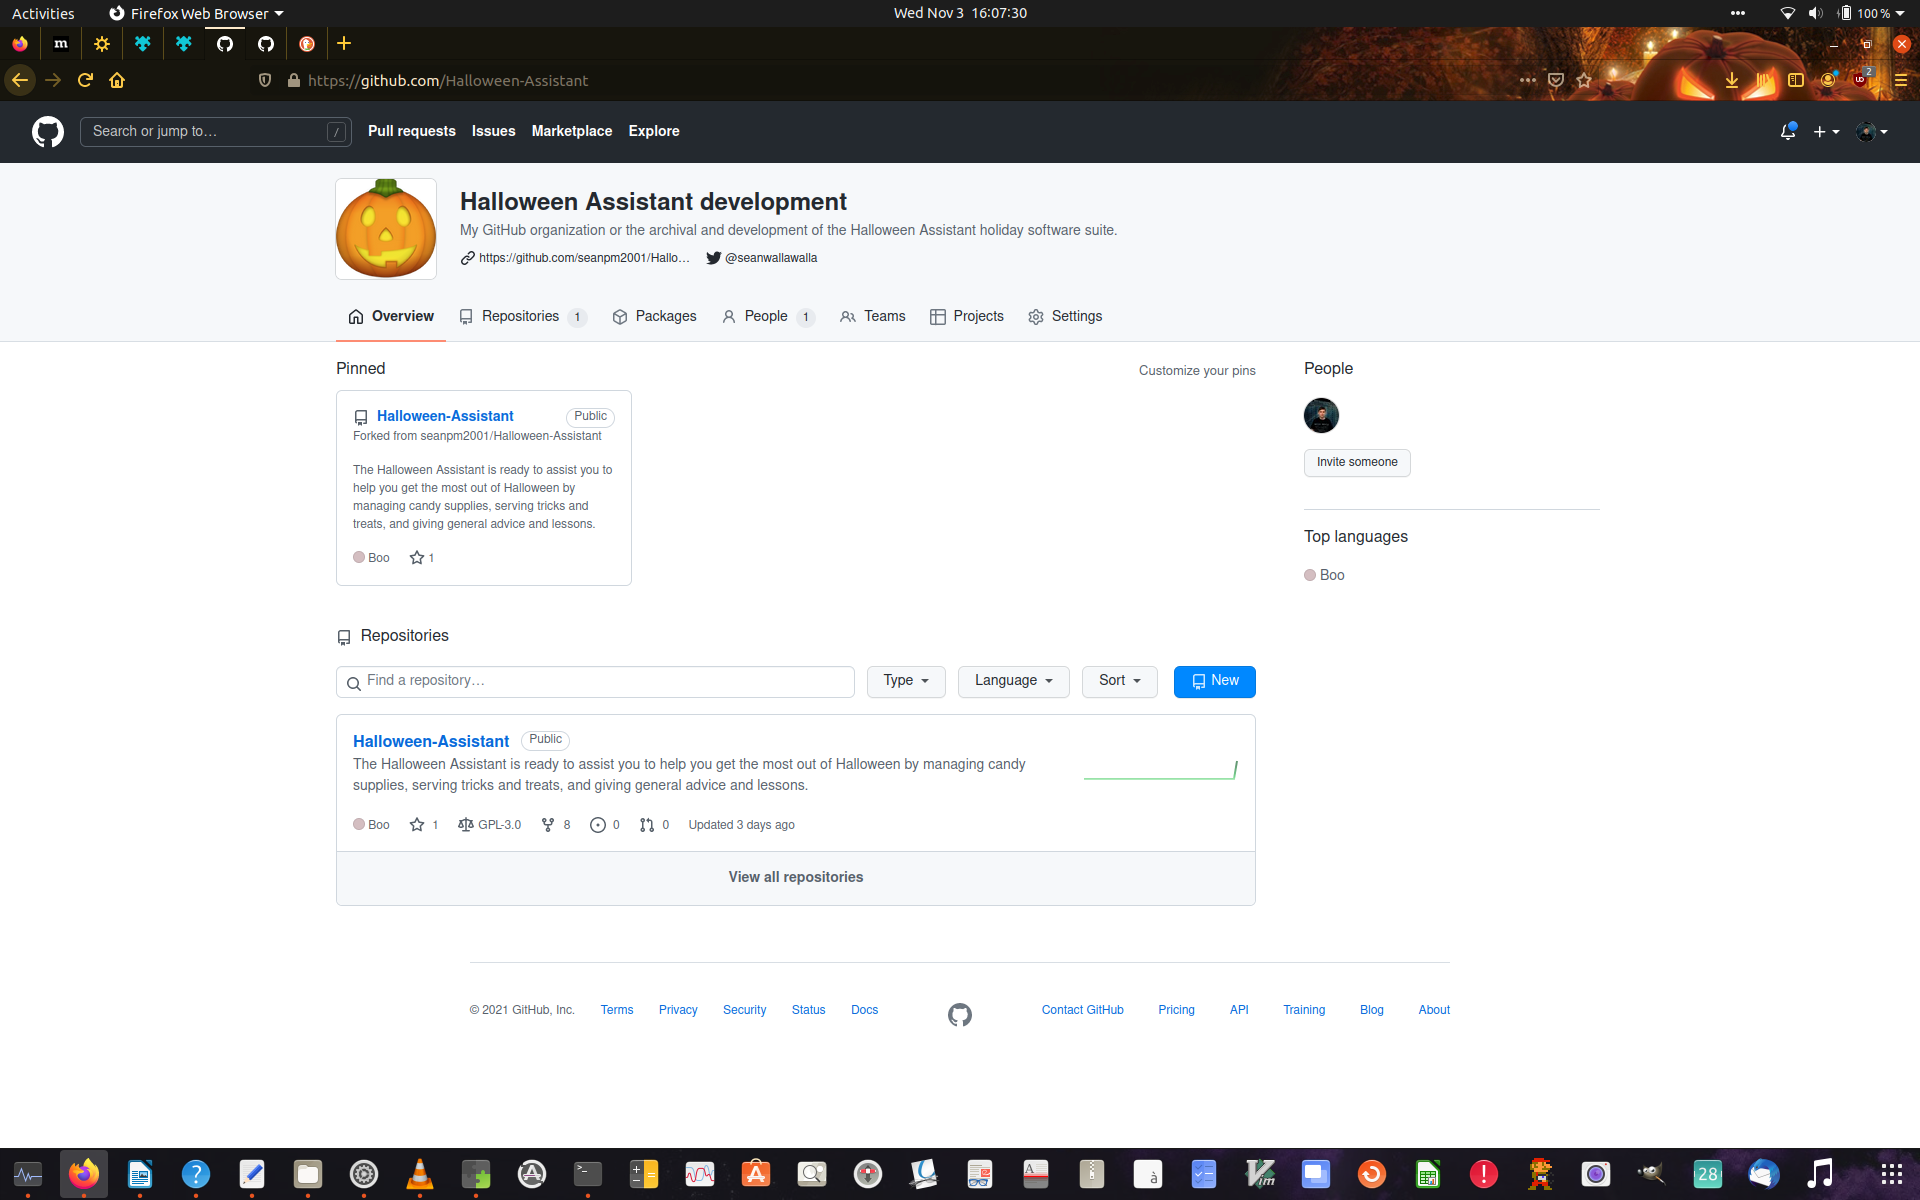 Activities
Firefox Web Browser
Wed Nov 3 16:07:30
100 %
m
https://github.com/Halloween-Assistant
2
Search or jump to…
/
Pull requests
Issues
Marketplace
Explore
Halloween Assistant development
My GitHub organization or the archival and development of the Halloween Assistant holiday software suite.
https://github.com/seanpm2001/Hallo…
@seanwallawalla
Overview
Repositories 1
Packages
People 1
Teams
Projects
Settings
Pinned
Customize your pins
Halloween-Assistant
Public
Forked from seanpm2001/Halloween-Assistant
The Halloween Assistant is ready to assist you to
help you get the most out of Halloween by
managing candy supplies, serving tricks and
treats, and giving general advice and lessons.
Boo
1
People
Invite someone
Top languages
Boo
Repositories
Find a repository…
Type
Language
Sort
New
Halloween-Assistant
Public
The Halloween Assistant is ready to assist you to help you get the most out of Halloween by managing candy
supplies, serving tricks and treats, and giving general advice and lessons.
Boo
1
GPL-3.0
8
0
0
Updated 3 days ago
View all repositories
© 2021 GitHub, Inc.
Terms
Privacy
Security
Status
Docs
Contact GitHub
Pricing
API
Training
Blog
About
28